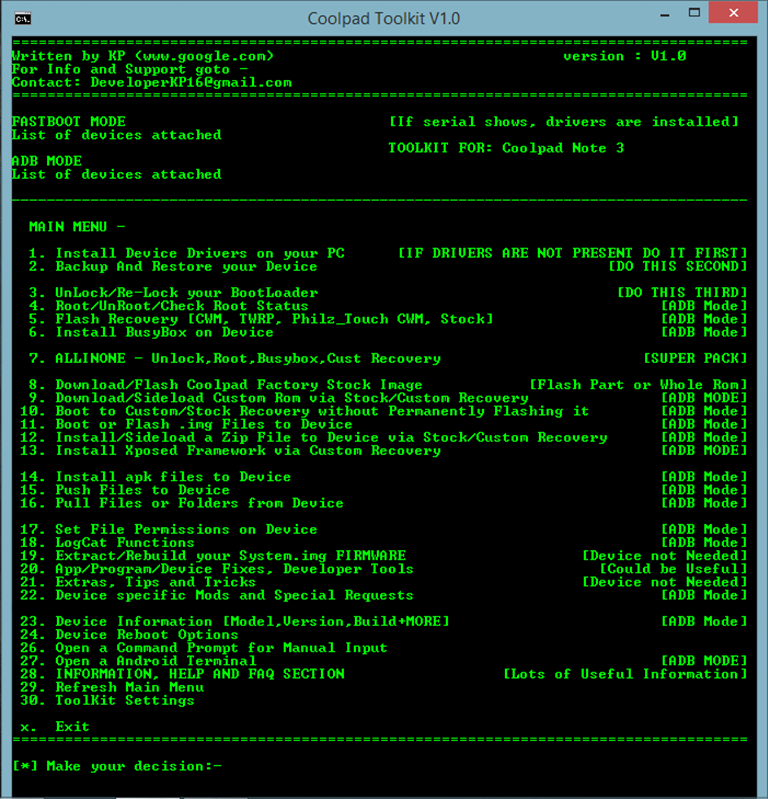 Coolpad Toolkit V1.0
Written by KP (www.google.com) version : V1.0
For Info and Support goto -
Contact: DeveloperKP16@gmail.com
FASTBOOT MODE [If serial shows, drivers are installed]
List of devices attached
TOOLKIT FOR: Coolpad Note 3
ADB MODE
List of devices attached
MAIN MENU -
1. Install Device Drivers on your PC [IF DRIVERS ARE NOT PRESENT DO IT FIRST]
2. Backup And Restore your Device [DO THIS SECOND]
3. UnLock/Re-Lock your BootLoader [DO THIS THIRD]
4. Root/UnRoot/Check Root Status [ADB Mode]
5. Flash Recovery [CWM, TWRP, Philz_Touch CWM, Stock] [ADB Mode]
6. Install BusyBox on Device [ADB Mode]
7. ALLINONE - Unlock,Root,Busybox,Cust Recovery [SUPER PACK]
8. Download/Flash Coolpad Factory Stock Image [Flash Part or Whole Rom]
9. Download/Sideload Custom Rom via Stock/Custom Recovery [ADB MODE]
10. Boot to Custom/Stock Recovery without Permanently Flashing it [ADB Mode]
11. Boot or Flash .img Files to Device [ADB Mode]
12. Install/Sideload a Zip File to Device via Stock/Custom Recovery [ADB Mode]
13. Install Xposed Framework via Custom Recovery [ADB MODE]
14. Install apk files to Device [ADB Mode]
15. Push Files to Device [ADB Mode]
16. Pull Files or Folders from Device [ADB Mode]
17. Set File Permissions on Device [ADB Mode]
18. LogCat Functions [ADB Mode]
19. Extract/Rebuild your System.img FIRMWARE [Device not Needed]
20. App/Program/Device Fixes, Developer Tools [Could be Useful]
21. Extras, Tips and Tricks [Device not Needed]
22. Device specific Mods and Special Requests [ADB Mode]
23. Device Information [Model,Version,Build+MORE] [ADB Mode]
24. Device Reboot Options
26. Open a Command Prompt for Manual Input
27. Open a Android Terminal [ADB MODE]
28. INFORMATION, HELP AND FAQ SECTION [Lots of Useful Information]
29. Refresh Main Menu
30. ToolKit Settings
x. Exit
[*] Make your decision:-